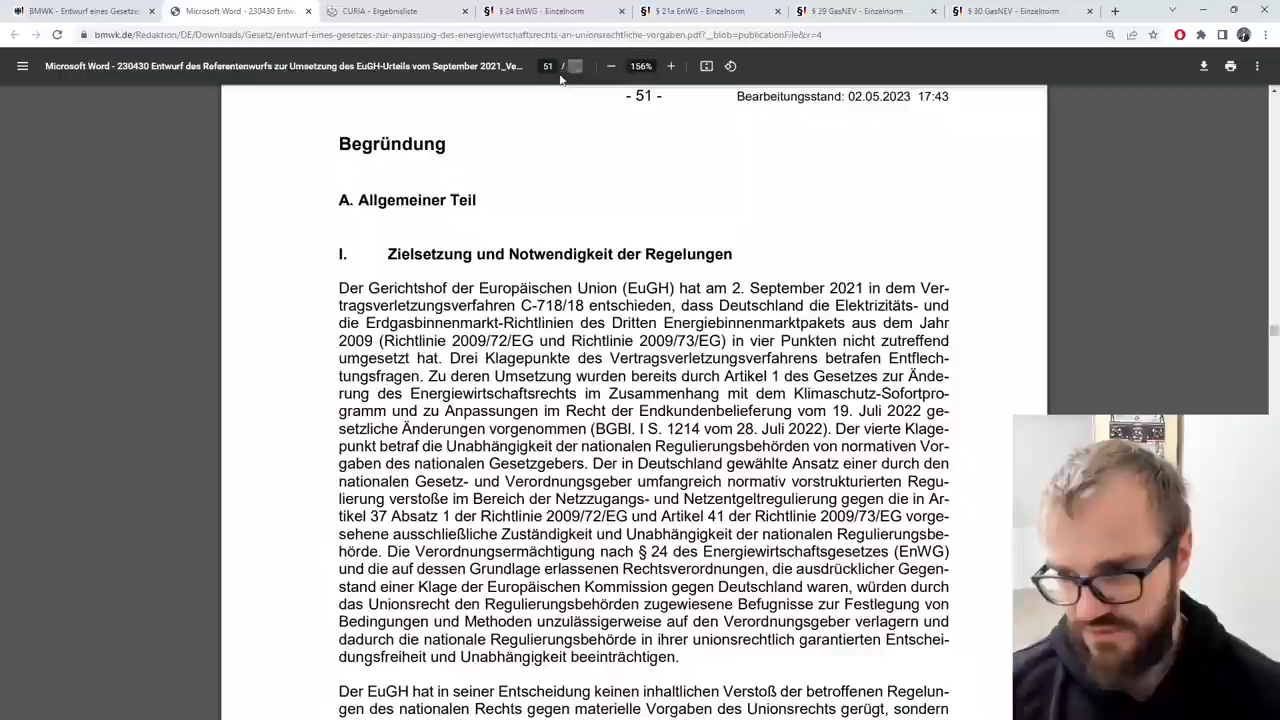 BMWK - Entwurf eines Gesetze:
Microsoft Word - 230430 Entw
CURIA - Ergebnisliste
§ 24 EnWG - Einzelnorm
§ 21a EnWG - Einzelnorm
§ 29 GasNEV - Einzelnorm
§ 30 GasNEV - Einzelnorm
bmwk.de/Redaktion/DE/Downloads/Gesetz/entwurf-eines-gesetzes-zur-anpassung-des-energiewirtschaftsrechts-an-unionsrechtliche-vorgaben.pdf?__blob=publicationFile&v=4
Microsoft Word - 230430 Entwurf des Referentenwurfs zur Umsetzung des EuGH-Urteils vom September 2021_Ve...
51 /
156%
- 51 -
Bearbeitungsstand: 02.05.2023 17:43
Begründung
A. Allgemeiner Teil
I. Zielsetzung und Notwendigkeit der Regelungen
Der Gerichtshof der Europäischen Union (EuGH) hat am 2. September 2021 in dem Ver-
tragsverletzungsverfahren C-718/18 entschieden, dass Deutschland die Elektrizitäts- und
die Erdgasbinnenmarkt-Richtlinien des Dritten Energiebinnenmarktpakets aus dem Jahr
2009 (Richtlinie 2009/72/EG und Richtlinie 2009/73/EG) in vier Punkten nicht zutreffend
umgesetzt hat. Drei Klagepunkte des Vertragsverletzungsverfahrens betrafen Entflech-
tungsfragen. Zu deren Umsetzung wurden bereits durch Artikel 1 des Gesetzes zur Ände-
rung des Energiewirtschaftsrechts im Zusammenhang mit dem Klimaschutz-Sofortpro-
gramm und zu Anpassungen im Recht der Endkundenbelieferung vom 19. Juli 2022 ge-
setzliche Änderungen vorgenommen (BGBl. I S. 1214 vom 28. Juli 2022). Der vierte Klage-
punkt betraf die Unabhängigkeit der nationalen Regulierungsbehörden von normativen Vor-
gaben des nationalen Gesetzgebers. Der in Deutschland gewählte Ansatz einer durch den
nationalen Gesetz- und Verordnungsgeber umfangreich normativ vorstrukturierten Regu-
lierung verstoße im Bereich der Netzzugangs- und Netzentgeltregulierung gegen die in Ar-
tikel 37 Absatz 1 der Richtlinie 2009/72/EG und Artikel 41 der Richtlinie 2009/73/EG vorge-
sehene ausschließliche Zuständigkeit und Unabhängigkeit der nationalen Regulierungsbe-
hörde. Die Verordnungsermächtigung nach § 24 des Energiewirtschaftsgesetzes (EnWG)
und die auf dessen Grundlage erlassenen Rechtsverordnungen, die ausdrücklicher Gegen-
stand einer Klage der Europäischen Kommission gegen Deutschland waren, würden durch
das Unionsrecht den Regulierungsbehörden zugewiesene Befugnisse zur Festlegung von
Bedingungen und Methoden unzulässigerweise auf den Verordnungsgeber verlagern und
dadurch die nationale Regulierungsbehörde in ihrer unionsrechtlich garantierten Entschei-
dungsfreiheit und Unabhängigkeit beeinträchtigen.
Der EuGH hat in seiner Entscheidung keinen inhaltlichen Verstoß der betroffenen Regelun-
gen des nationalen Rechts gegen materielle Vorgaben des Unionsrechts gerügt, sondern